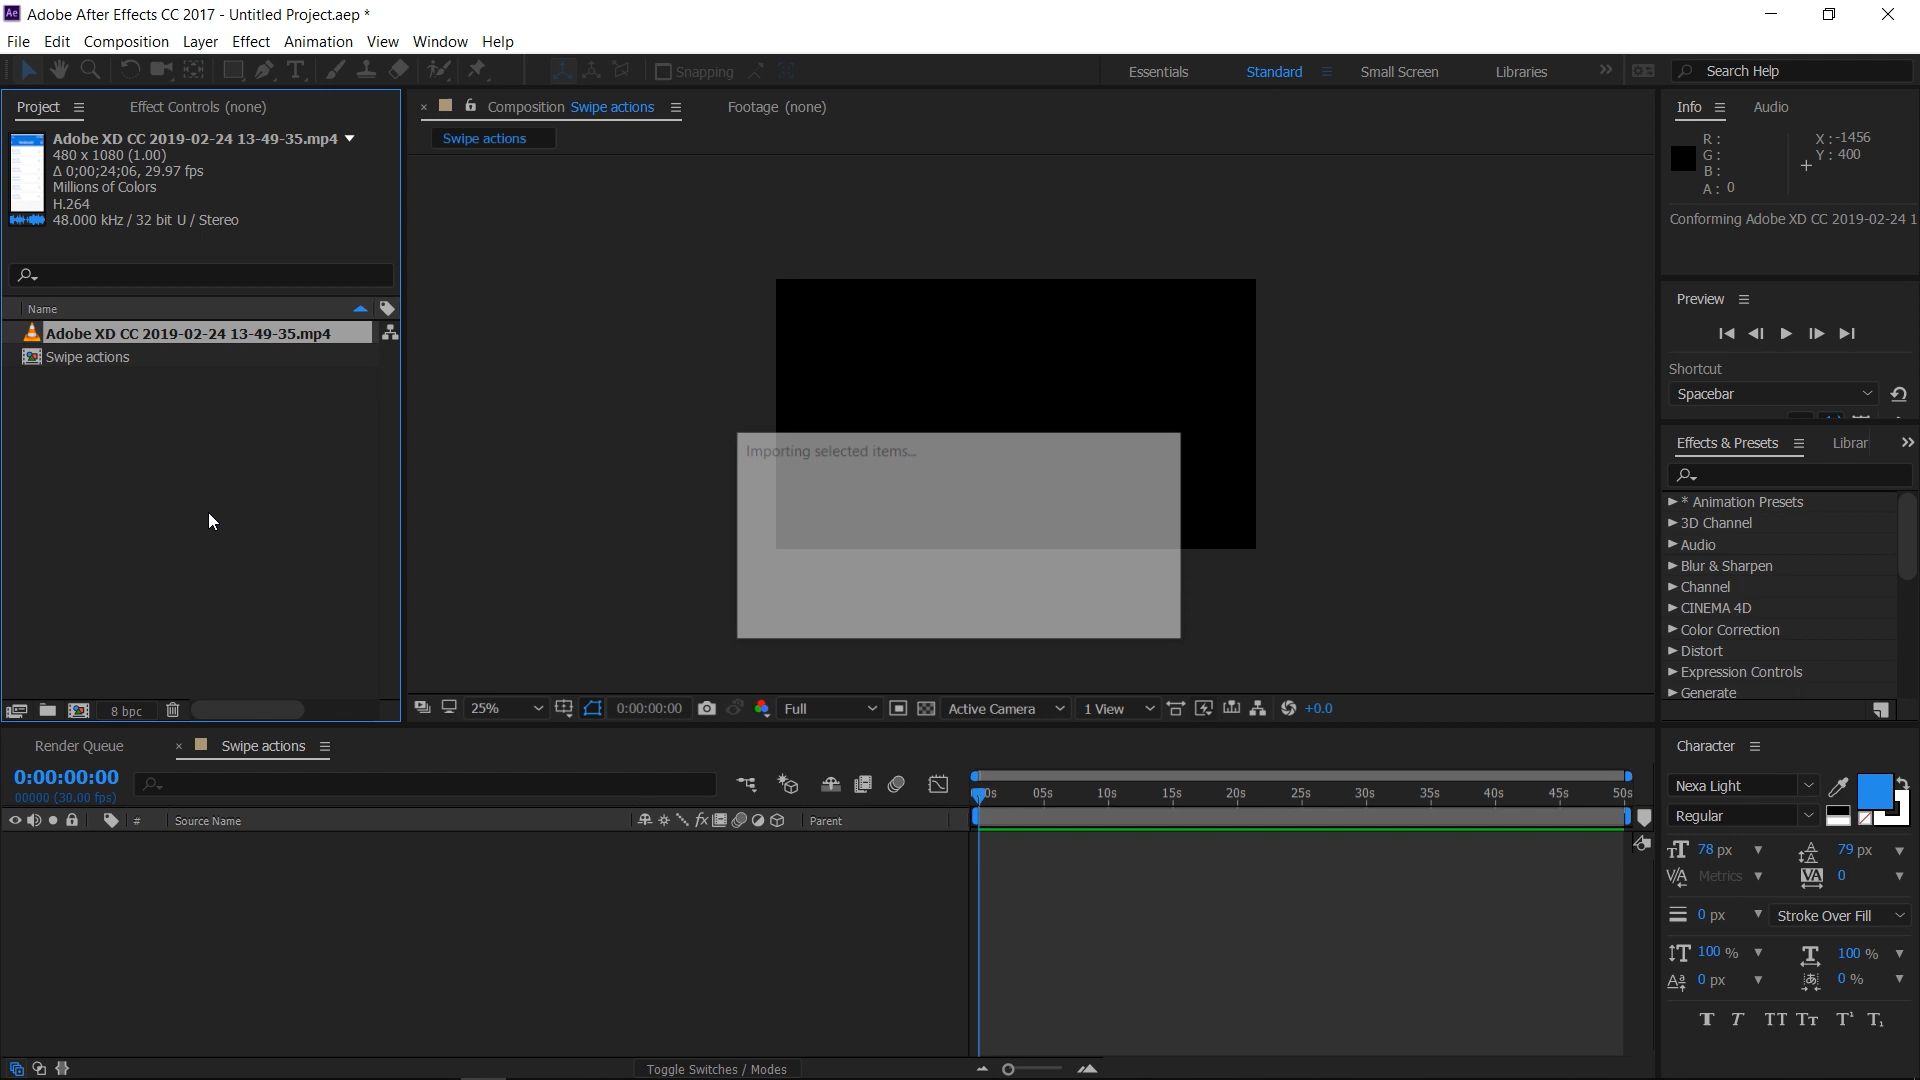 Ae Adobe After Effects CC 2017 - Untitled Project.aep *
File Edit Composition Layer Effect Animation View Window Help
Snapping Essentials Standard Small Screen Libraries Search Help
Project Effect Controls (none)
Adobe XD CC 2019-02-24 13-49-35.mp4
480 x 1080 (1.00)
Δ 0;00;24;06, 29.97 fps
Millions of Colors
H.264
48.000 kHz / 32 bit U / Stereo
Name
Adobe XD CC 2019-02-24 13-49-35.mp4
Swipe actions
8 bpc
Composition Swipe actions Footage (none)
Swipe actions
Importing selected items...
25% 0:00:00:00 Full Active Camera 1 View +0.0
Info Audio
R :
G :
B :
A : 0
X : -1456
Y : 400
Conforming Adobe XD CC 2019-02-24 1
Preview
Shortcut
Spacebar
Effects & Presets Librar
* Animation Presets
3D Channel
Audio
Blur & Sharpen
Channel
CINEMA 4D
Color Correction
Distort
Expression Controls
Generate
Render Queue Swipe actions
0:00:00:00
00000 (30.00 fps)
# Source Name fx Parent
0s 05s 10s 15s 20s 25s 30s 35s 40s 45s 50s
Toggle Switches / Modes
Character
Nexa Light
Regular
78 px 79 px
Metrics 0
0 px Stroke Over Fill
100 % 100 %
0 px 0 %
T T TT Tт T¹ T₁